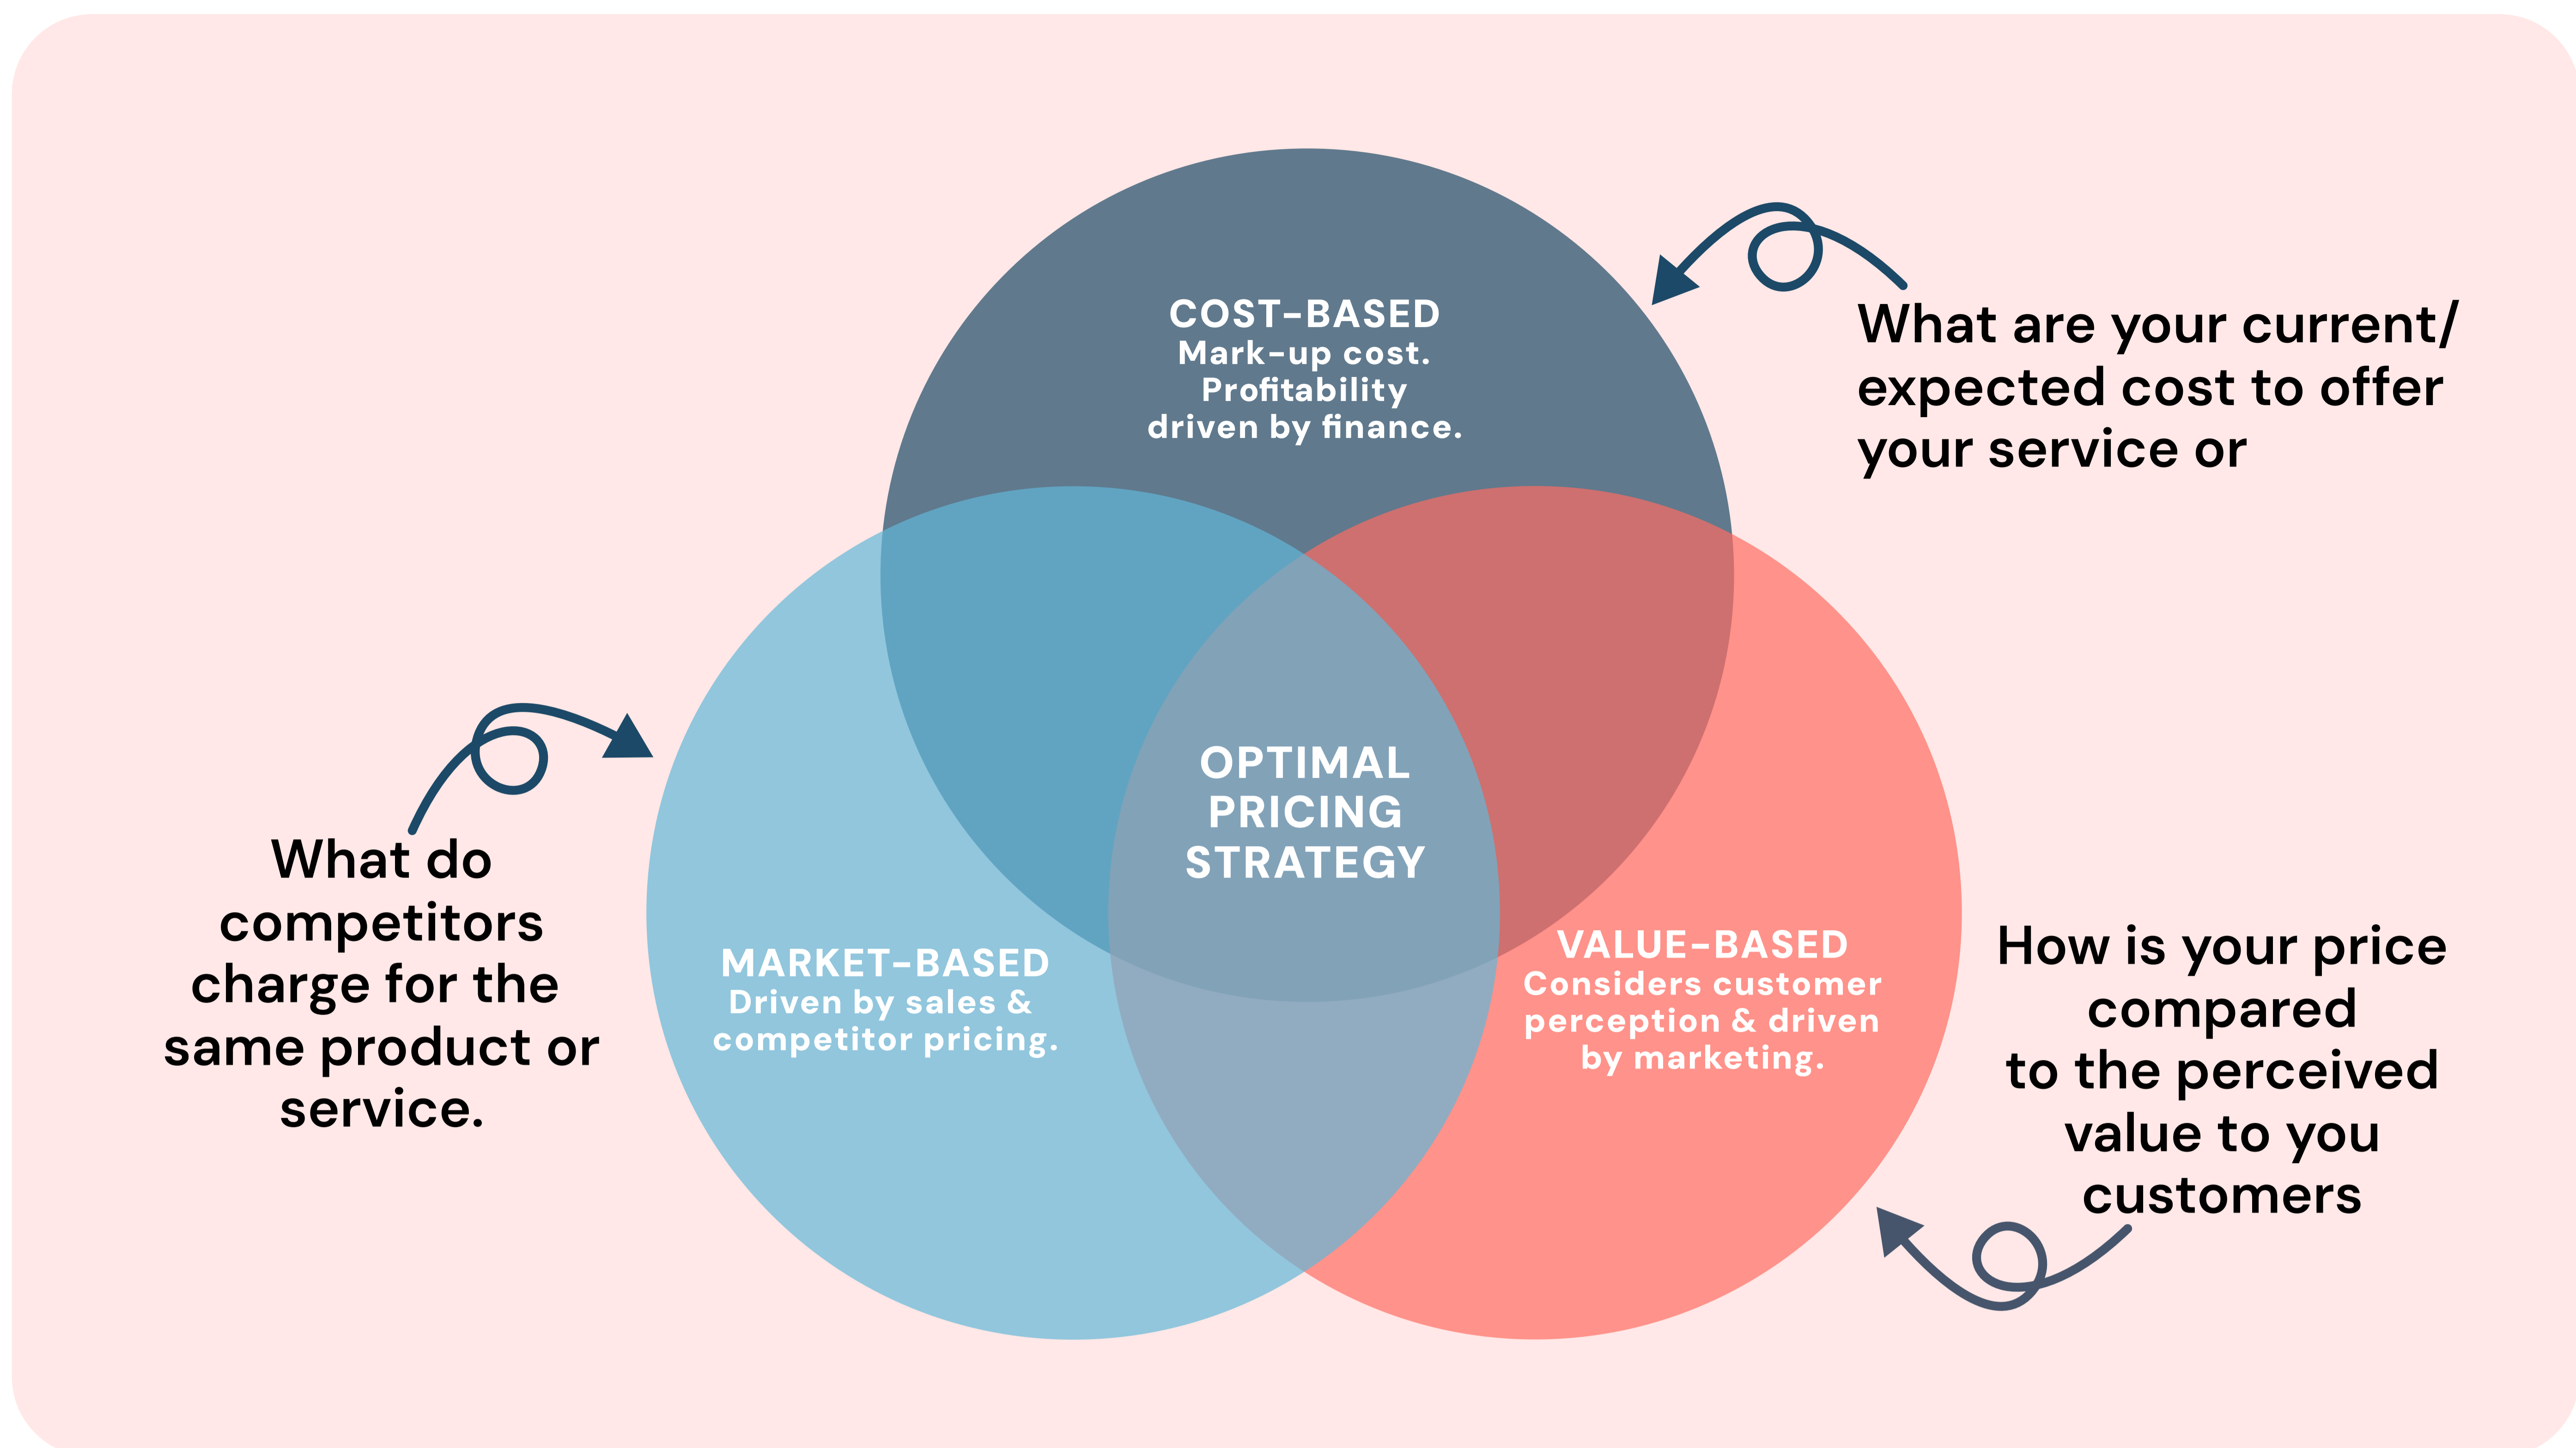 COST-BASED
Mark-up cost.
Profitability
driven by finance.
What are your current/
expected cost to offer
your service or
OPTIMAL
PRICING
STRATEGY
What do
competitors
charge for the
same product or
service.
MARKET-BASED
Driven by sales &
competitor pricing.
VALUE-BASED
Considers customer
perception & driven
by marketing.
How is your price
compared
to the perceived
value to you
customers